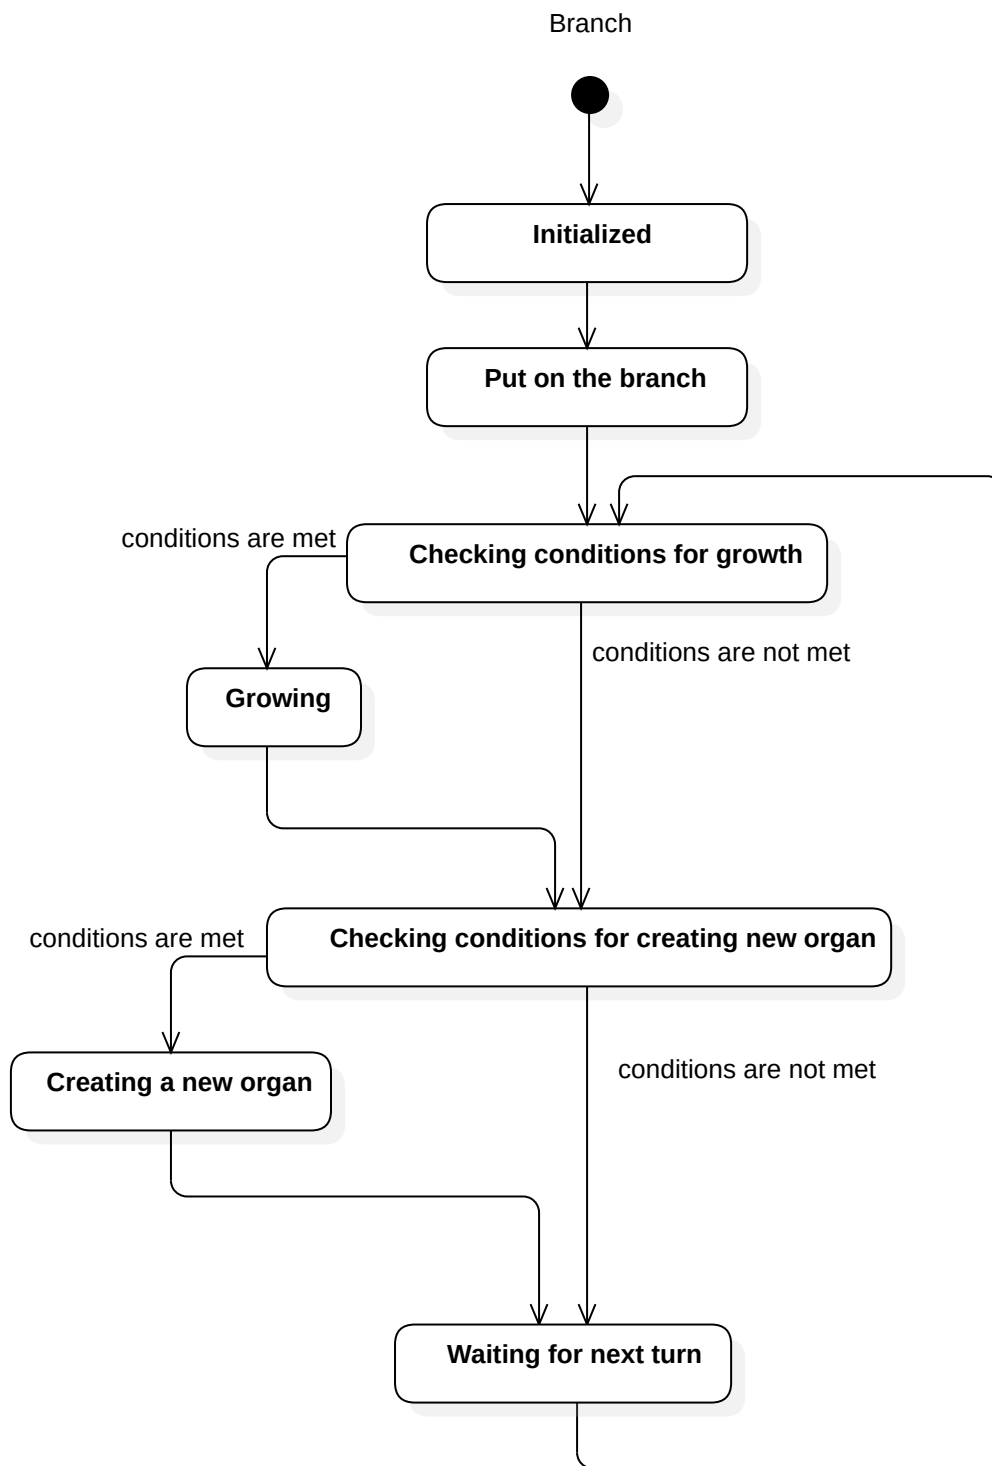 Branch
Initialized
Put on the branch
conditions are met
Checking conditions for growth
conditions are not met
Growing
conditions are met
Checking conditions for creating new organ
conditions are not met
Creating a new organ
Waiting for next turn